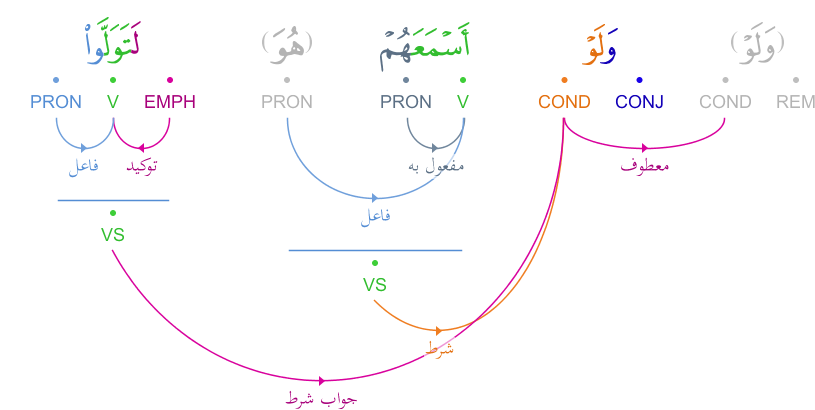 (وَلَوْ) وَلَوْ أَسْمَعَهُمْ (هُوَ) لَتَوَلَّوا۟
REM COND CONJ COND V PRON PRON EMPH V PRON
معطوف مفعول به توكيد فاعل
فاعل
VS
VS
شرط
جواب شرط